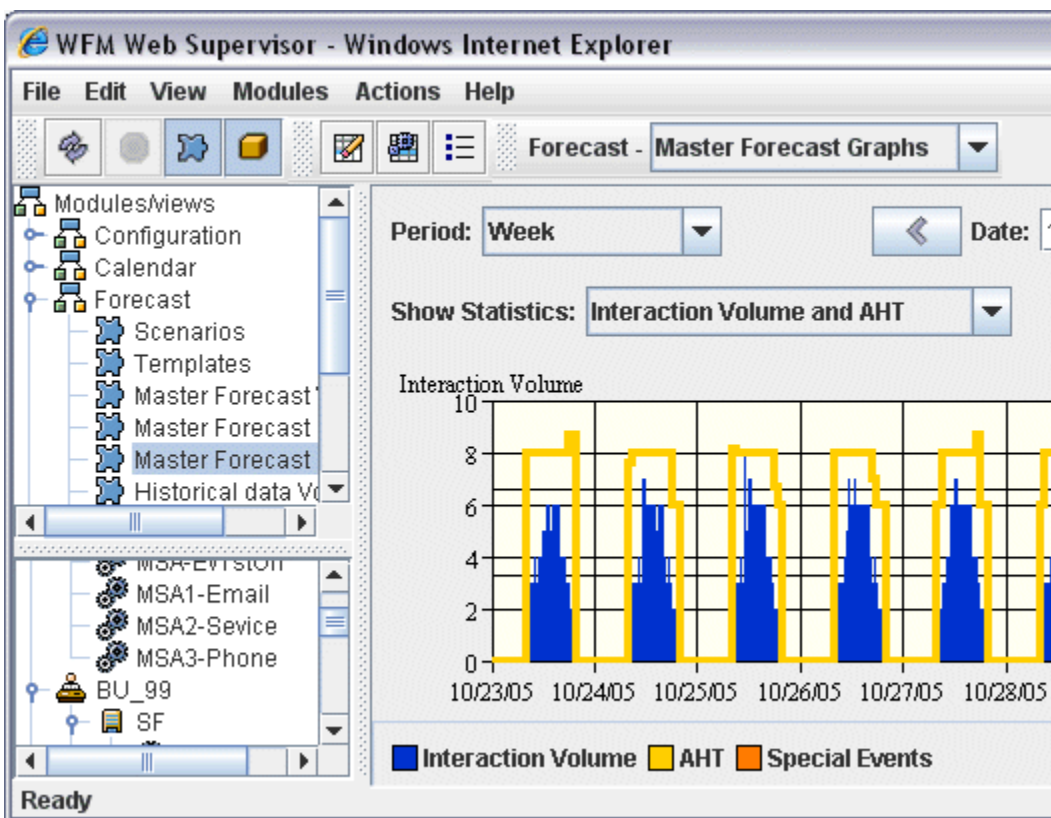 WFM Web Supervisor - Windows Internet Explorer
File Edit View Modules Actions Help
Forecast - Master Forecast Graphs
Modules/views
Configuration
Calendar
Forecast
Scenarios
Templates
Master Forecast
Master Forecast
Master Forecast
Historical data
MSA1-Email
MSA2-Sevice
MSA3-Phone
BU_99
SF
Period: Week
Date:
Show Statistics: Interaction Volume and AHT
Interaction Volume
10
8
6
4
2
0
10/23/05 10/24/05 10/25/05 10/26/05 10/27/05 10/28/05
Interaction Volume AHT Special Events
Ready